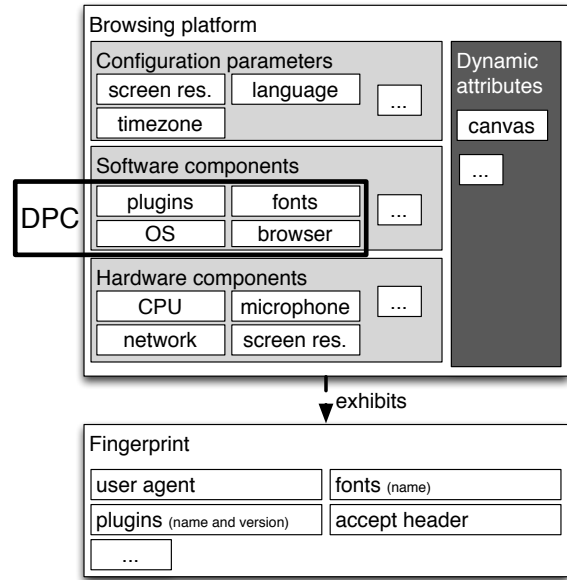 Browsing platform
Configuration parameters
screen res.
language
...
timezone
Dynamic
attributes
canvas
...
Software components
DPC
plugins
fonts
...
OS
browser
Hardware components
CPU
microphone
...
network
screen res.
exhibits
Fingerprint
user agent
fonts (name)
plugins (name and version)
accept header
...